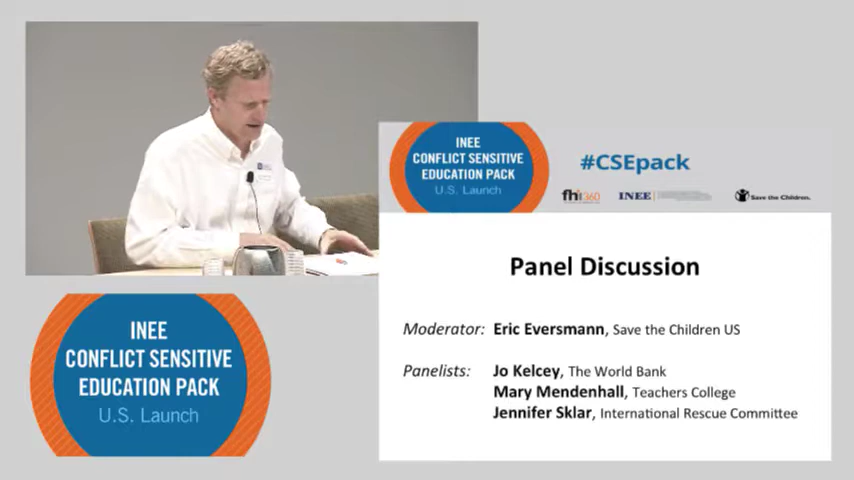 INEE
CONFLICT SENSITIVE
EDUCATION PACK
U.S. Launch
#CSEpack
fhi360
INEE
Save the Children.
Panel Discussion
Moderator: Eric Eversmann, Save the Children US
Panelists: Jo Kelcey, The World Bank
Mary Mendenhall, Teachers College
Jennifer Sklar, International Rescue Committee
INEE
CONFLICT SENSITIVE
EDUCATION PACK
U.S. Launch